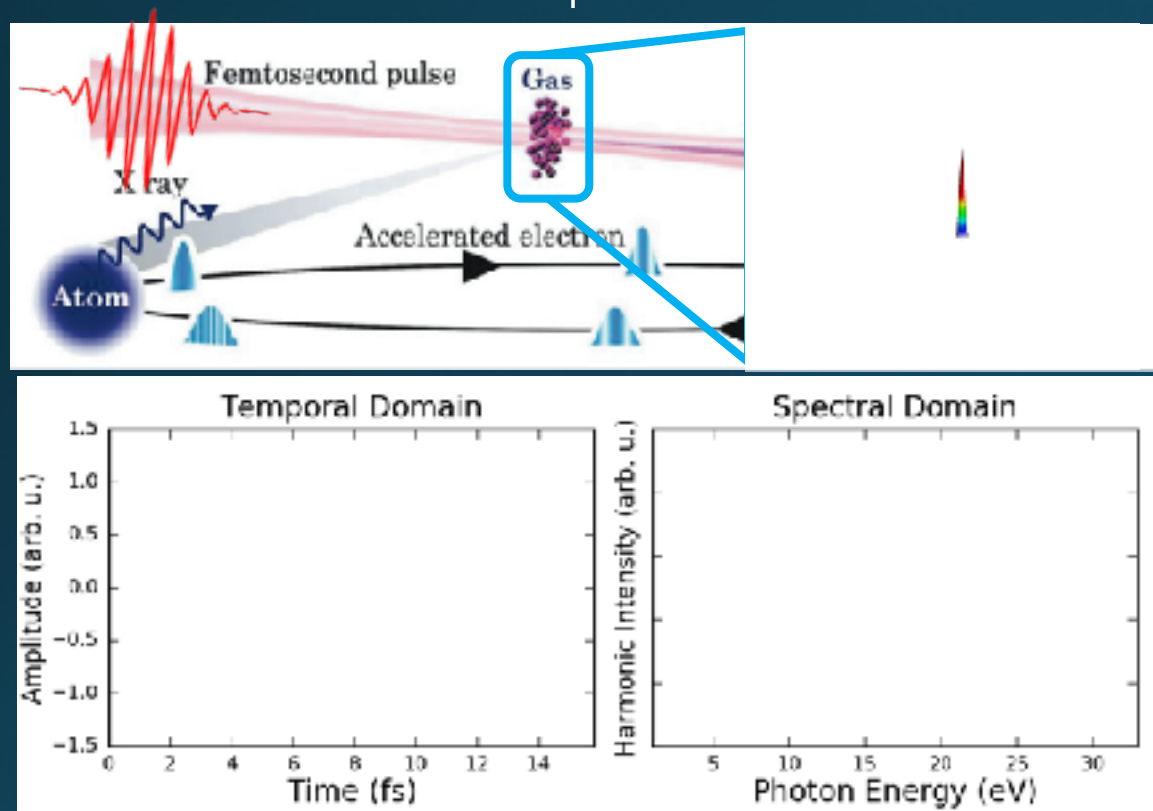 Femtosecond pulse
Gas
X ray
Accelerated electron
Atom
Temporal Domain
Amplitude (arb. u.)
1.5
1.0
0.5
0.0
−0.5
−1.0
−1.5
0 2 4 6 8 10 12 14
Time (fs)
Spectral Domain
Harmonic Intensity (arb. u.)
5 10 15 20 25 30
Photon Energy (eV)